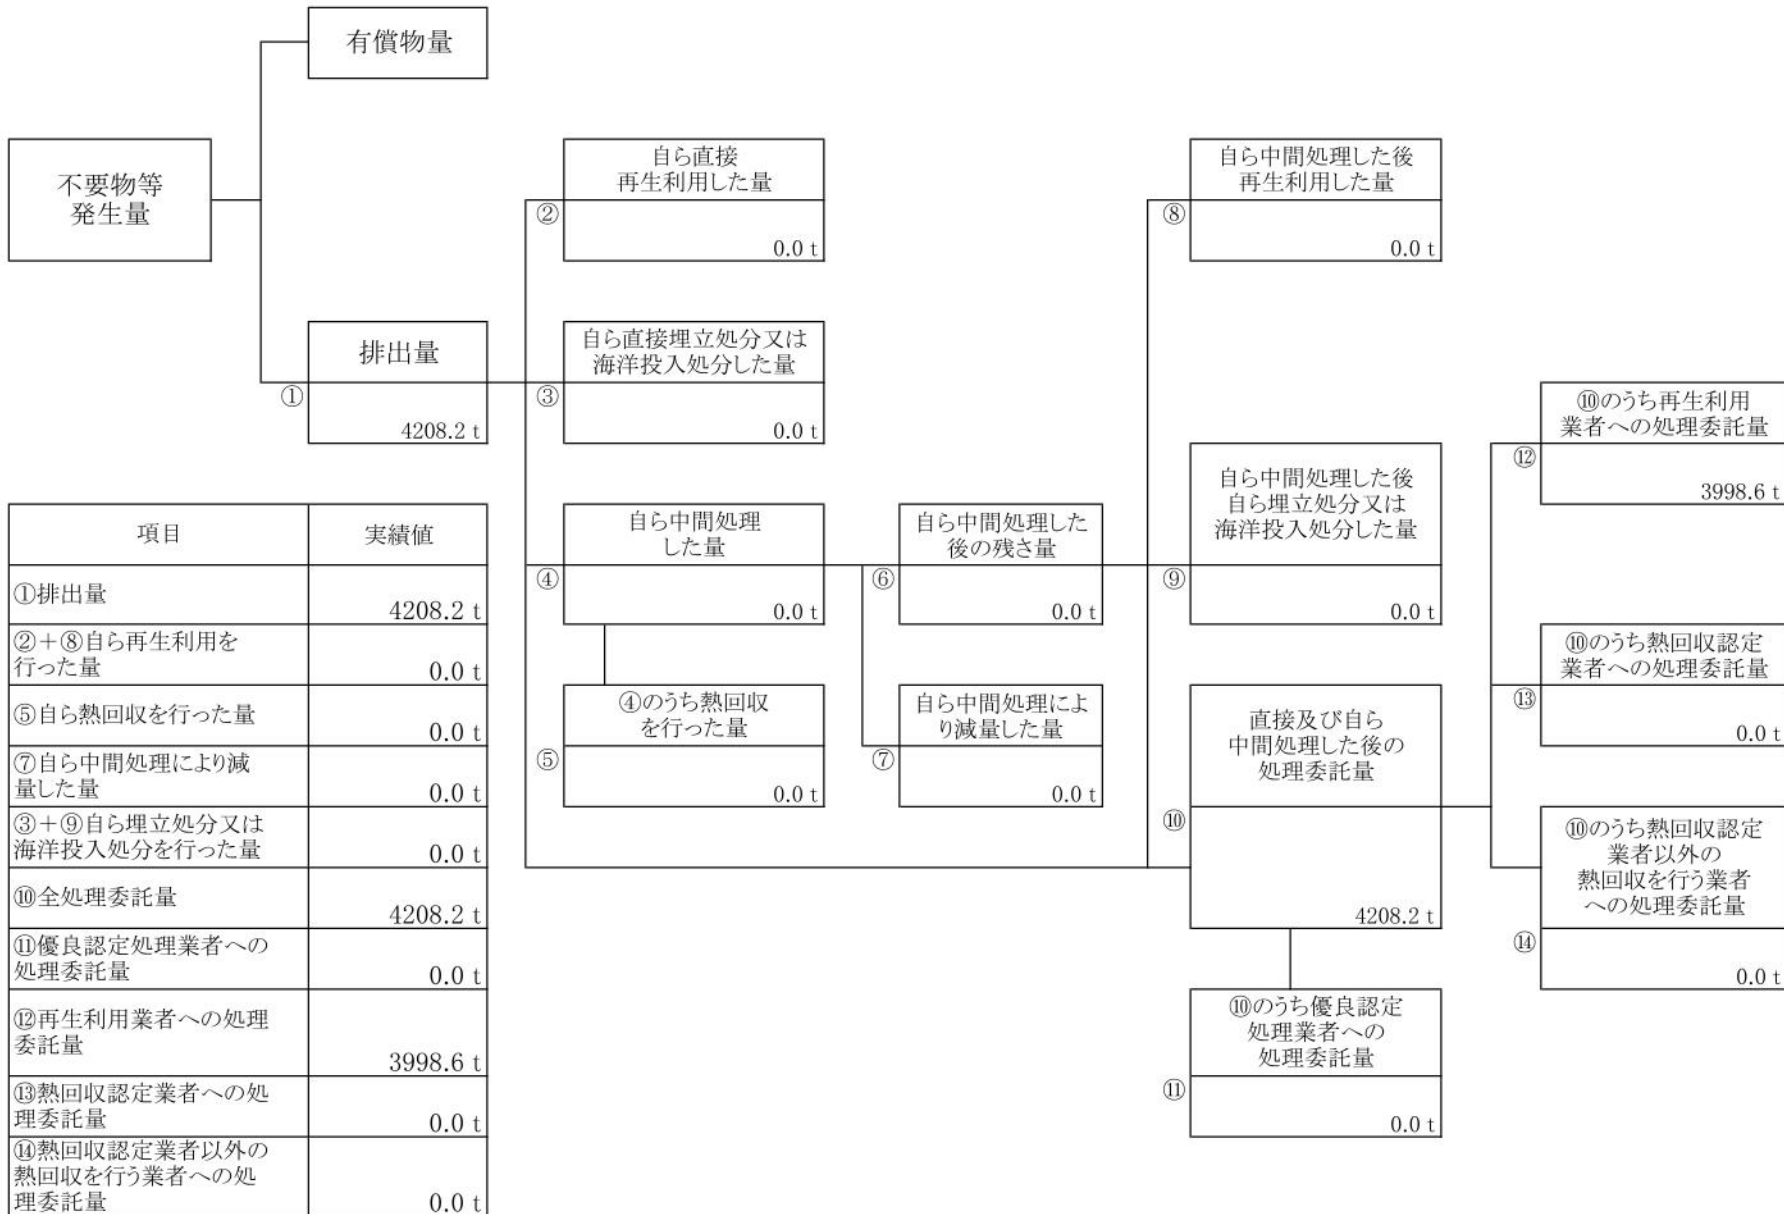 有償物量
不要物等
発生量
排出量
①
4208.2 t
自ら直接
再生利用した量
②
0.0 t
自ら直接埋立処分又は
海洋投入処分した量
③
0.0 t
自ら中間処理
した量
④
0.0 t
④のうち熱回収
を行った量
⑤
0.0 t
自ら中間処理した
後の残さ量
⑥
0.0 t
自ら中間処理によ
り減量した量
⑦
0.0 t
自ら中間処理した後
再生利用した量
⑧
0.0 t
自ら中間処理した後
自ら埋立処分又は
海洋投入処分した量
⑨
0.0 t
直接及び自ら
中間処理した後の
処理委託量
⑩
4208.2 t
⑩のうち優良認定
処理業者への
処理委託量
⑪
0.0 t
⑩のうち再生利用
業者への処理委託量
⑫
3998.6 t
⑩のうち熱回収認定
業者への処理委託量
⑬
0.0 t
⑩のうち熱回収認定
業者以外の
熱回収を行う業者
への処理委託量
⑭
0.0 t
項目 実績値
①排出量
4208.2 t
②＋⑧自ら再生利用を
行った量
0.0 t
⑤自ら熱回収を行った量
0.0 t
⑦自ら中間処理により減
量した量
0.0 t
③＋⑨自ら埋立処分又は
海洋投入処分を行った量
0.0 t
⑩全処理委託量
4208.2 t
⑪優良認定処理業者への
処理委託量
0.0 t
⑫再生利用業者への処理
委託量
3998.6 t
⑬熱回収認定業者への処
理委託量
0.0 t
⑭熱回収認定業者以外の
熱回収を行う業者への処
理委託量
0.0 t